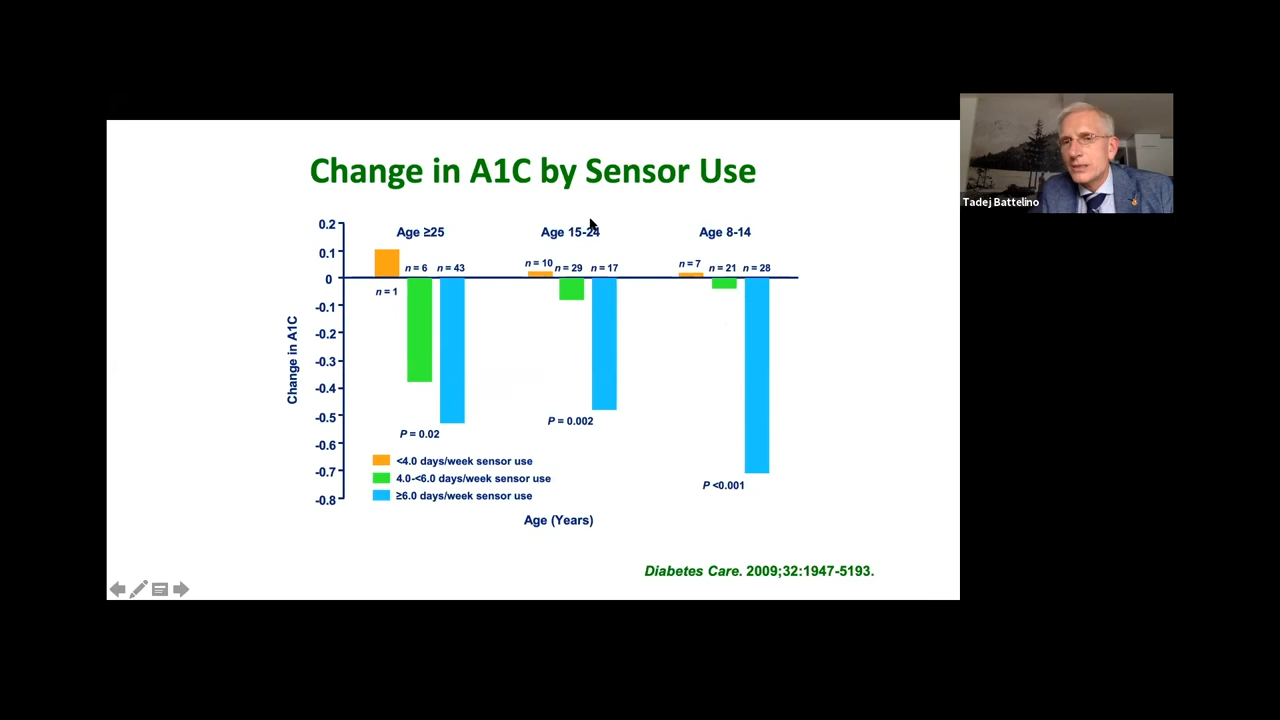 Change in A1C by Sensor Use
Age ≥25
Age 15-24
Age 8-14
0.2
0.1
0
-0.1
-0.2
-0.3
-0.4
-0.5
-0.6
-0.7
-0.8
Change in A1C
n = 1
n = 6
n = 43
n = 10
n = 29
n = 17
n = 7
n = 21
n = 28
P = 0.02
P = 0.002
P <0.001
<4.0 days/week sensor use
4.0-<6.0 days/week sensor use
≥6.0 days/week sensor use
Age (Years)
Diabetes Care. 2009;32:1947-5193.
Tadej Battelino